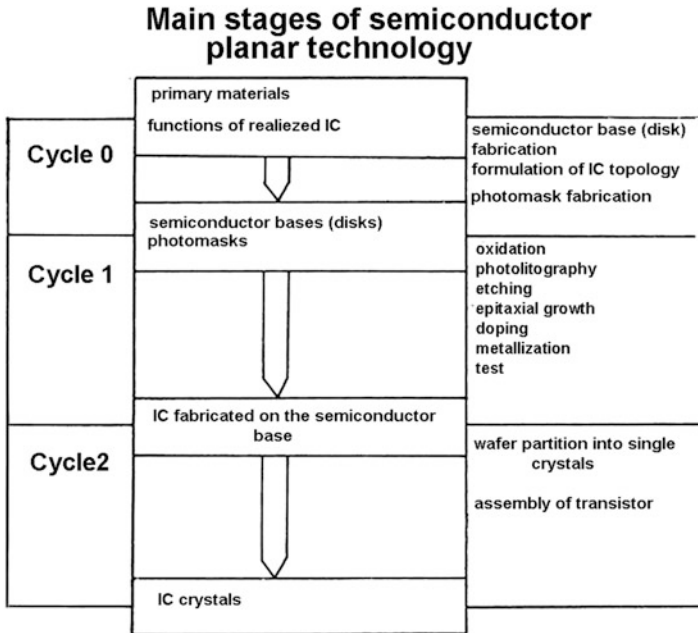 Main stages of semiconductor
planar technology
primary materials
functions of realiezed IC
Cycle 0
semiconductor base (disk)
fabrication
formulation of IC topology
photomask fabrication
semiconductor bases (disks)
photomasks
Cycle 1
oxidation
photolitography
etching
epitaxial growth
doping
metallization
test
IC fabricated on the semiconductor
base
Cycle2
wafer partition into single
crystals
assembly of transistor
IC crystals